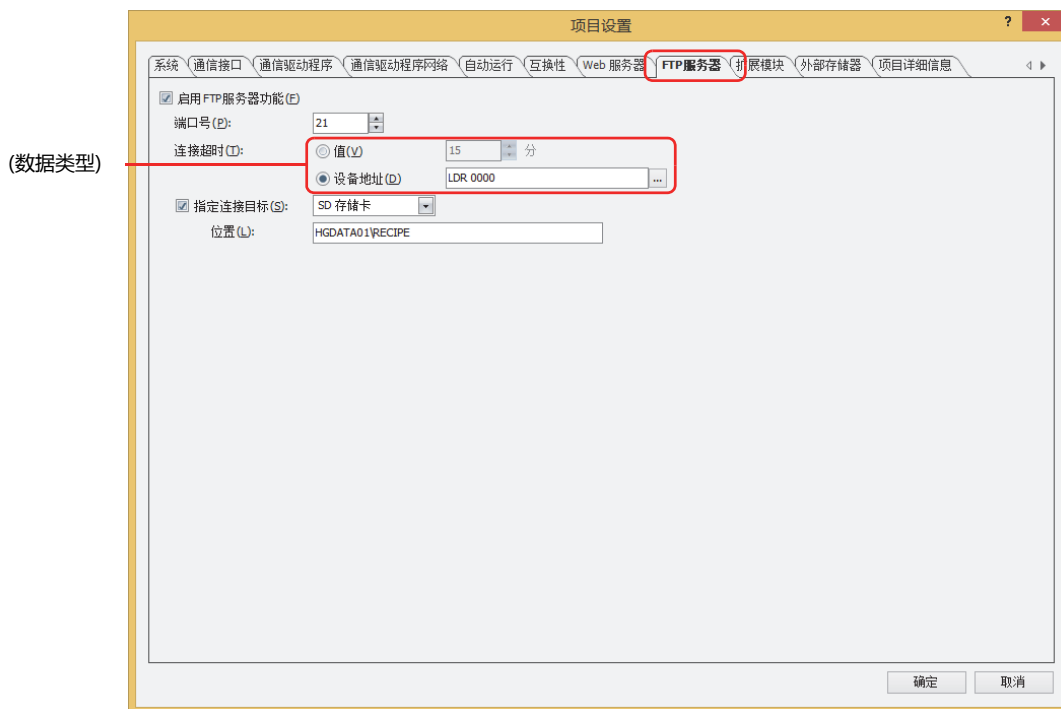 项目设置
? ×
系统 通信接口 通信驱动程序 通信驱动程序网络 自动运行 互换性 Web 服务器 FTP服务器 扩展模块 外部存储器 项目详细信息
启用FTP服务器功能(F)
端口号(P): 21
连接超时(T): 值(V) 15 分
(数据类型)
设备地址(D) LDR 0000 ...
指定连接目标(S): SD 存储卡
位置(L): HGDATA01\RECIPE
确定 取消